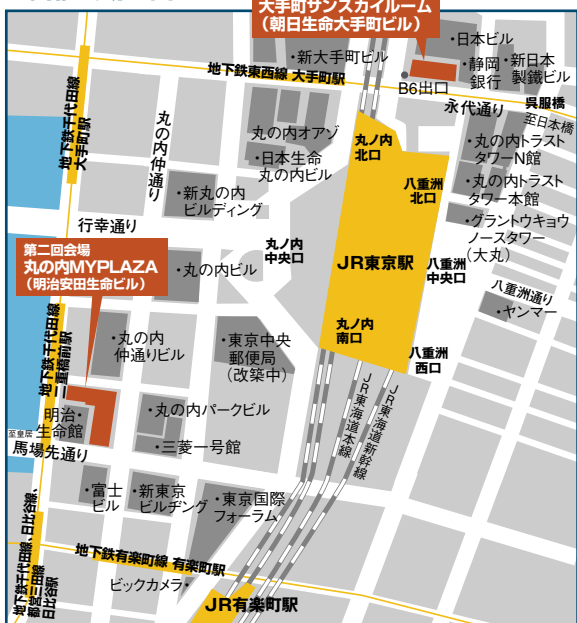 大手町サンスカイルーム
（朝日生命大手町ビル）
・日本ビル
・新大手町ビル
・静岡
銀行
・新日本
製鐵ビル
地下鉄東西線 大手町駅
B6出口
呉服橋
永代通り
至日本橋
地下鉄千代田線
大手町駅
丸の内仲通り
丸の内オアゾ
・日本生命
丸の内ビル
丸ノ内
北口
・丸の内トラスト
タワーN館
・丸の内トラスト
タワー本館
八重洲
北口
・新丸の内
ビルディング
・グラントウキョウ
ノースタワー
（大丸）
行幸通り
丸ノ内
中央口
JR東京駅
八重洲
中央口
第二回会場
丸の内MYPLAZA
（明治安田生命ビル）
・丸の内ビル
八重洲通り
・ヤンマー
地下鉄千代田線
二重橋前駅
・丸の内
仲通りビル
・東京中央
郵便局
（改築中）
丸ノ内
南口
八重洲
西口
JR東海道本線
JR東海道新幹線
明治・
生命館
・丸の内パークビル
至皇居
馬場先通り
・三菱一号館
・富士
ビル
・新東京
ビルヂング
・東京国際
フォーラム
地下鉄千代田線、日比谷線、
都営三田線
日比谷駅
地下鉄有楽町線 有楽町駅
ビックカメラ・
JR有楽町駅